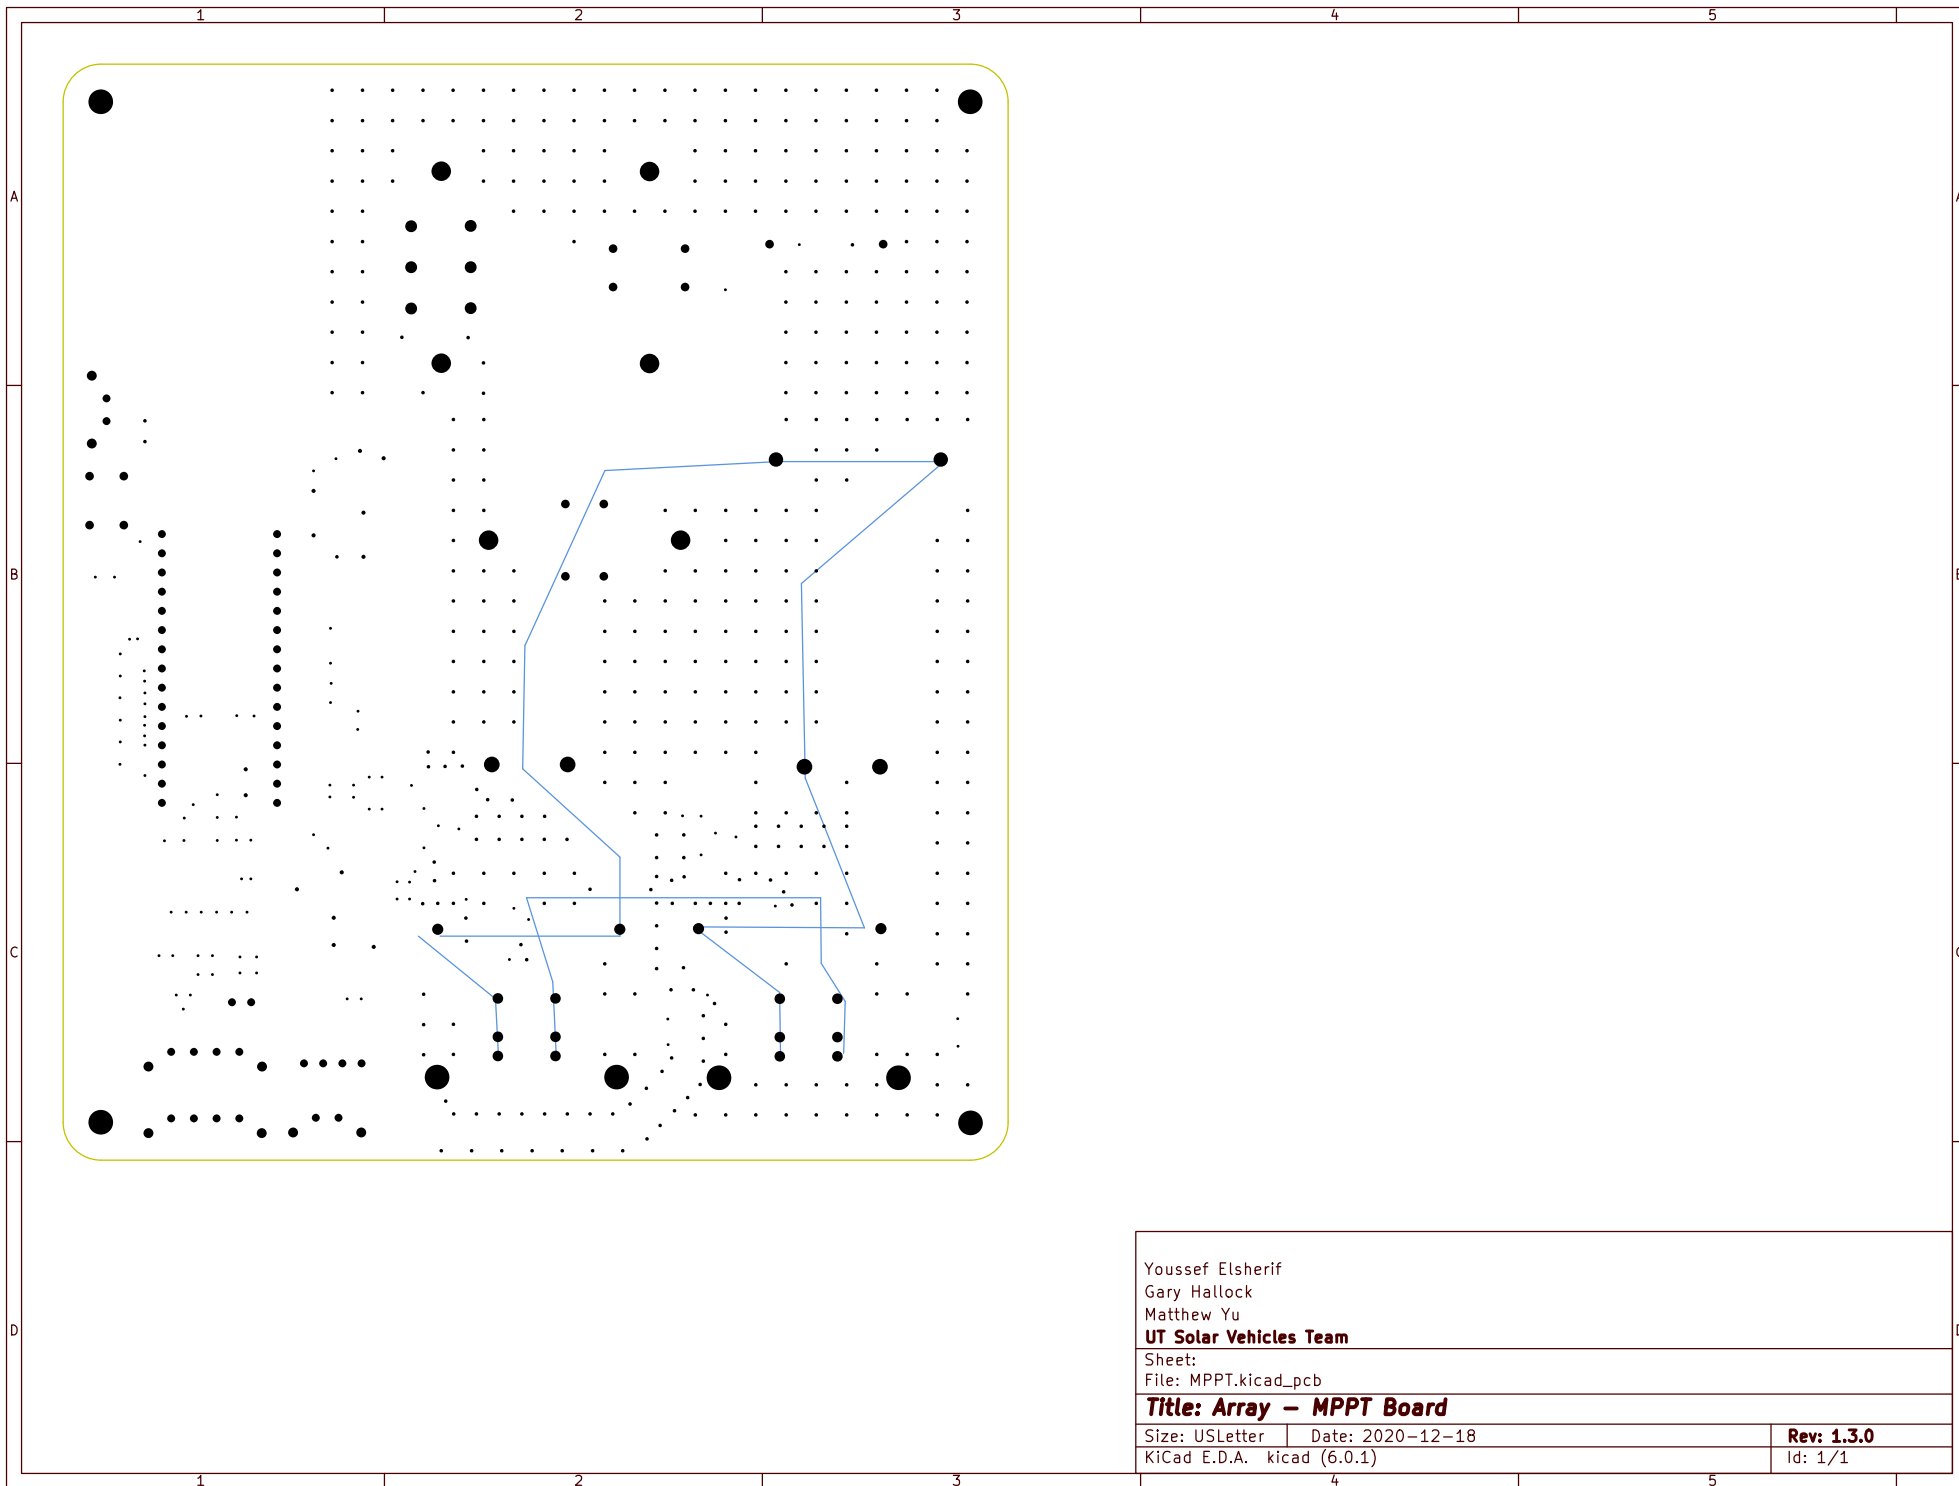 1 2 3 4 5
A A
B B
C C
D D
Youssef Elsherif
Gary Hallock
Matthew Yu
UT Solar Vehicles Team
Sheet:
File: MPPT.kicad_pcb
Title: Array – MPPT Board
Size: USLetter Date: 2020-12-18 Rev: 1.3.0
KiCad E.D.A. kicad (6.0.1) Id: 1/1
1 2 3 4 5